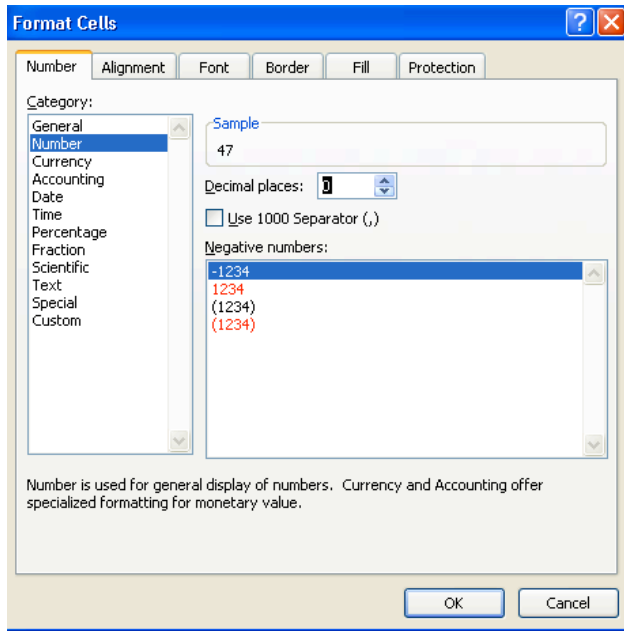 Format Cells
Number Alignment Font Border Fill Protection
Category:
General
Number
Currency
Accounting
Date
Time
Percentage
Fraction
Scientific
Text
Special
Custom
Sample
47
Decimal places: 0
Use 1000 Separator (,)
Negative numbers:
-1234
1234
(1234)
(1234)
Number is used for general display of numbers. Currency and Accounting offer
specialized formatting for monetary value.
OK Cancel